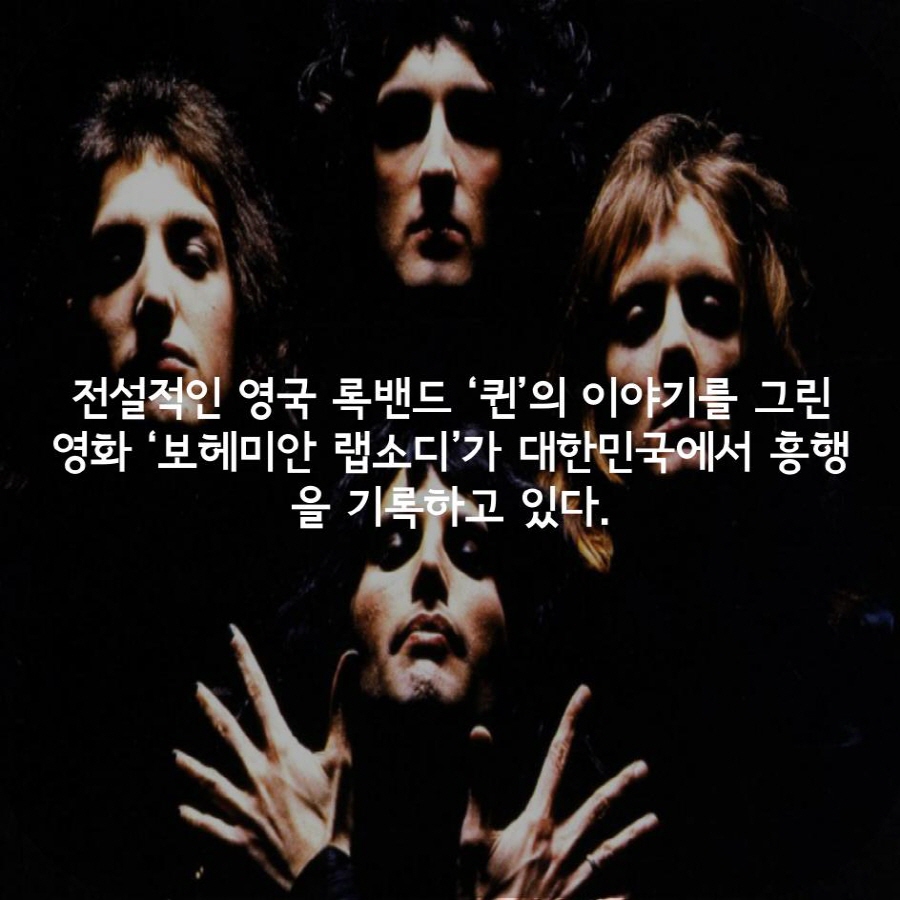 전설적인 영국 록밴드 ‘퀸’의 이야기를 그린
영화 ‘보헤미안 랩소디’가 대한민국에서 흥행
을 기록하고 있다.